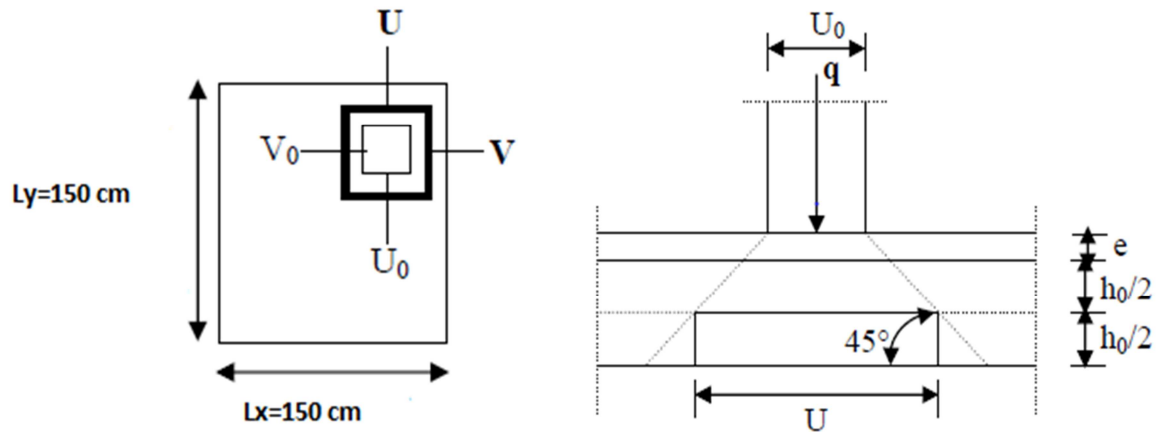 U
V₀
V
U₀
Ly=150 cm
Lx=150 cm
U₀
q
e
h₀/2
h₀/2
45°
U